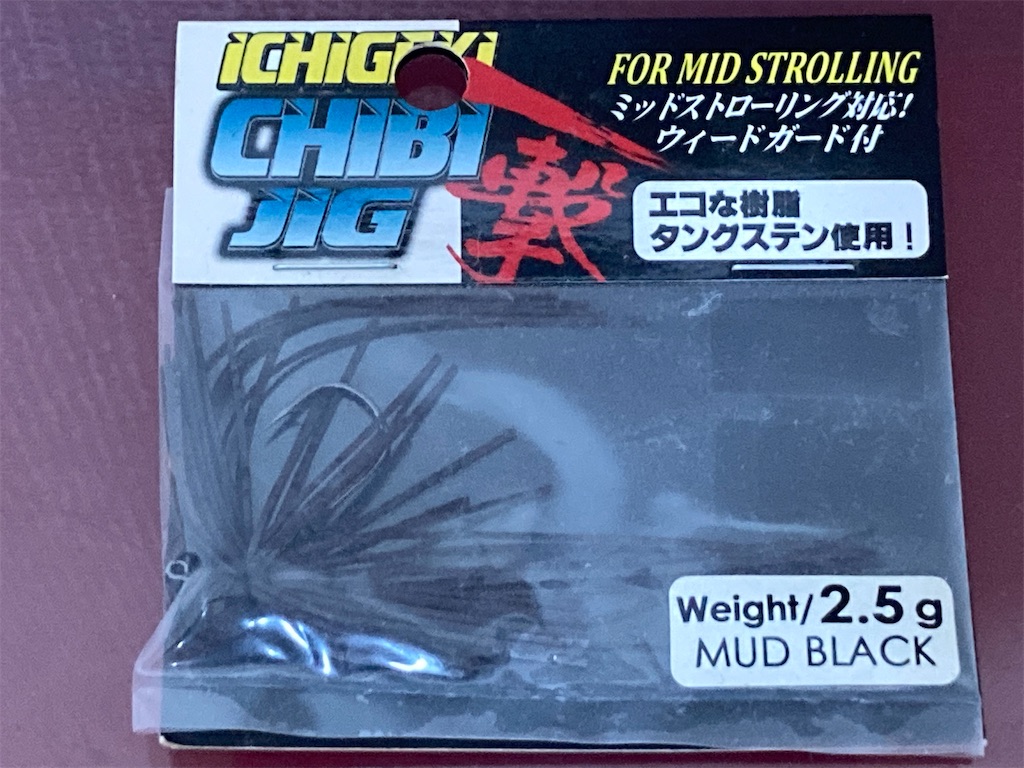 ICHIGEKI
CHIBI
JIG
撃
FOR MID STROLLING
ミッドストローリング対応!
ウィードガード付
エコな樹脂
タングステン使用!
Weight/2.5g
MUD BLACK